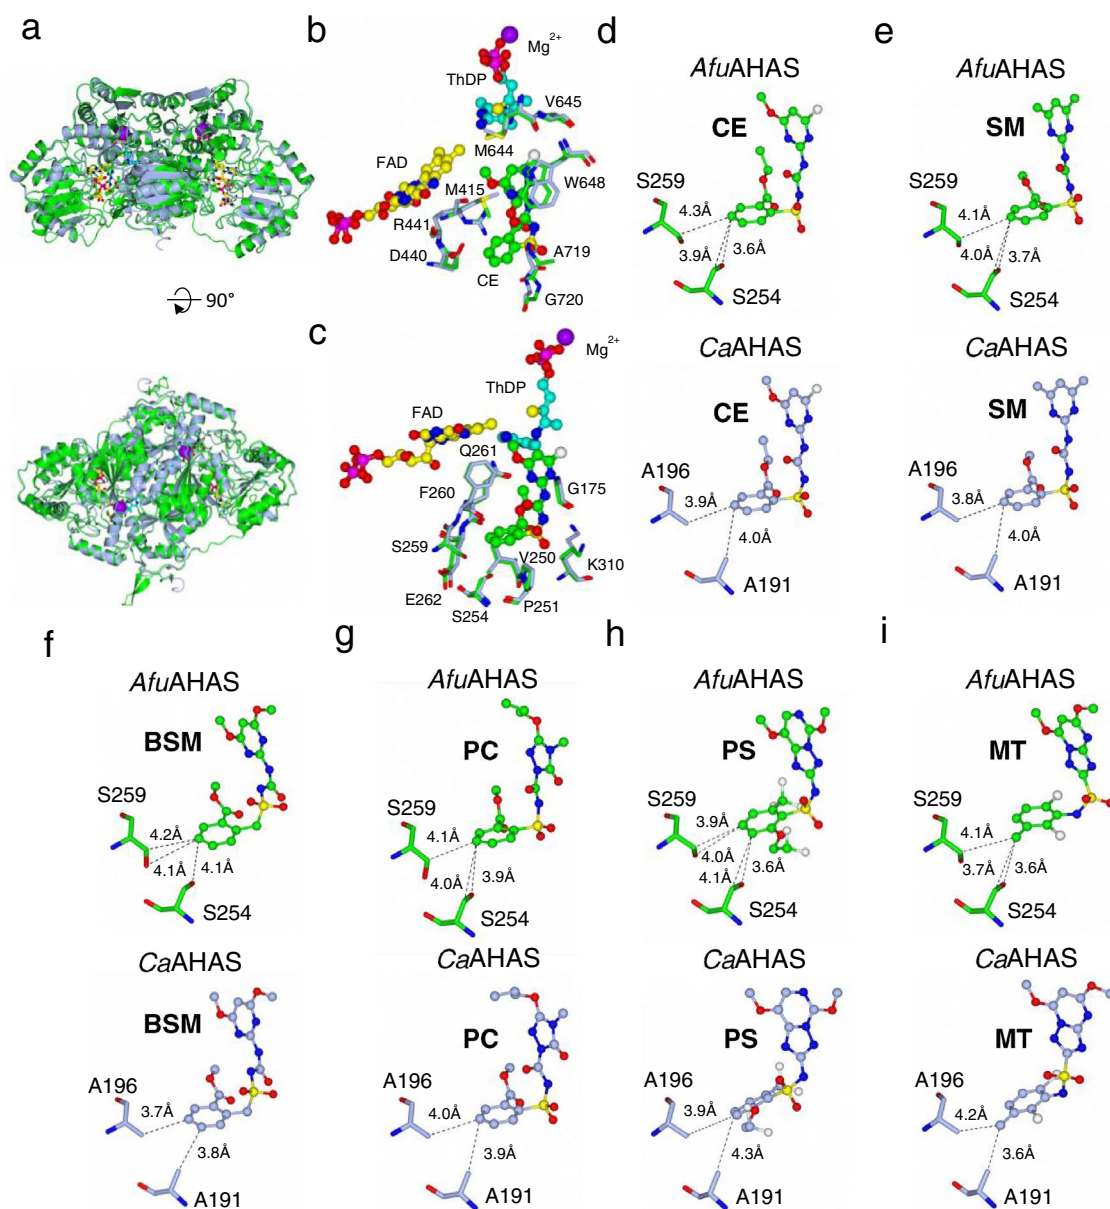 a
90°
b
Mg2+
ThDP
V645
M644
FAD
M415
W648
R441
D440
CE
A719
G720
c
Mg2+
ThDP
FAD
Q261
F260
G175
S259
V250
K310
E262
S254
P251
d
AfuAHAS
CE
S259
4.3Å
3.9Å
3.6Å
S254
CaAHAS
CE
A196
3.9Å
4.0Å
A191
e
AfuAHAS
SM
S259
4.1Å
4.0Å
3.7Å
S254
CaAHAS
SM
A196
3.8Å
4.0Å
A191
f
AfuAHAS
BSM
S259
4.2Å
4.1Å
4.1Å
S254
CaAHAS
BSM
A196
3.7Å
3.8Å
A191
g
AfuAHAS
PC
S259
4.1Å
4.0Å
3.9Å
S254
CaAHAS
PC
A196
4.0Å
3.9Å
A191
h
AfuAHAS
PS
S259
3.9Å
4.0Å
4.1Å
3.6Å
S254
CaAHAS
PS
A196
3.9Å
4.3Å
A191
i
AfuAHAS
MT
S259
4.1Å
3.7Å
3.6Å
S254
CaAHAS
MT
A196
4.2Å
3.6Å
A191